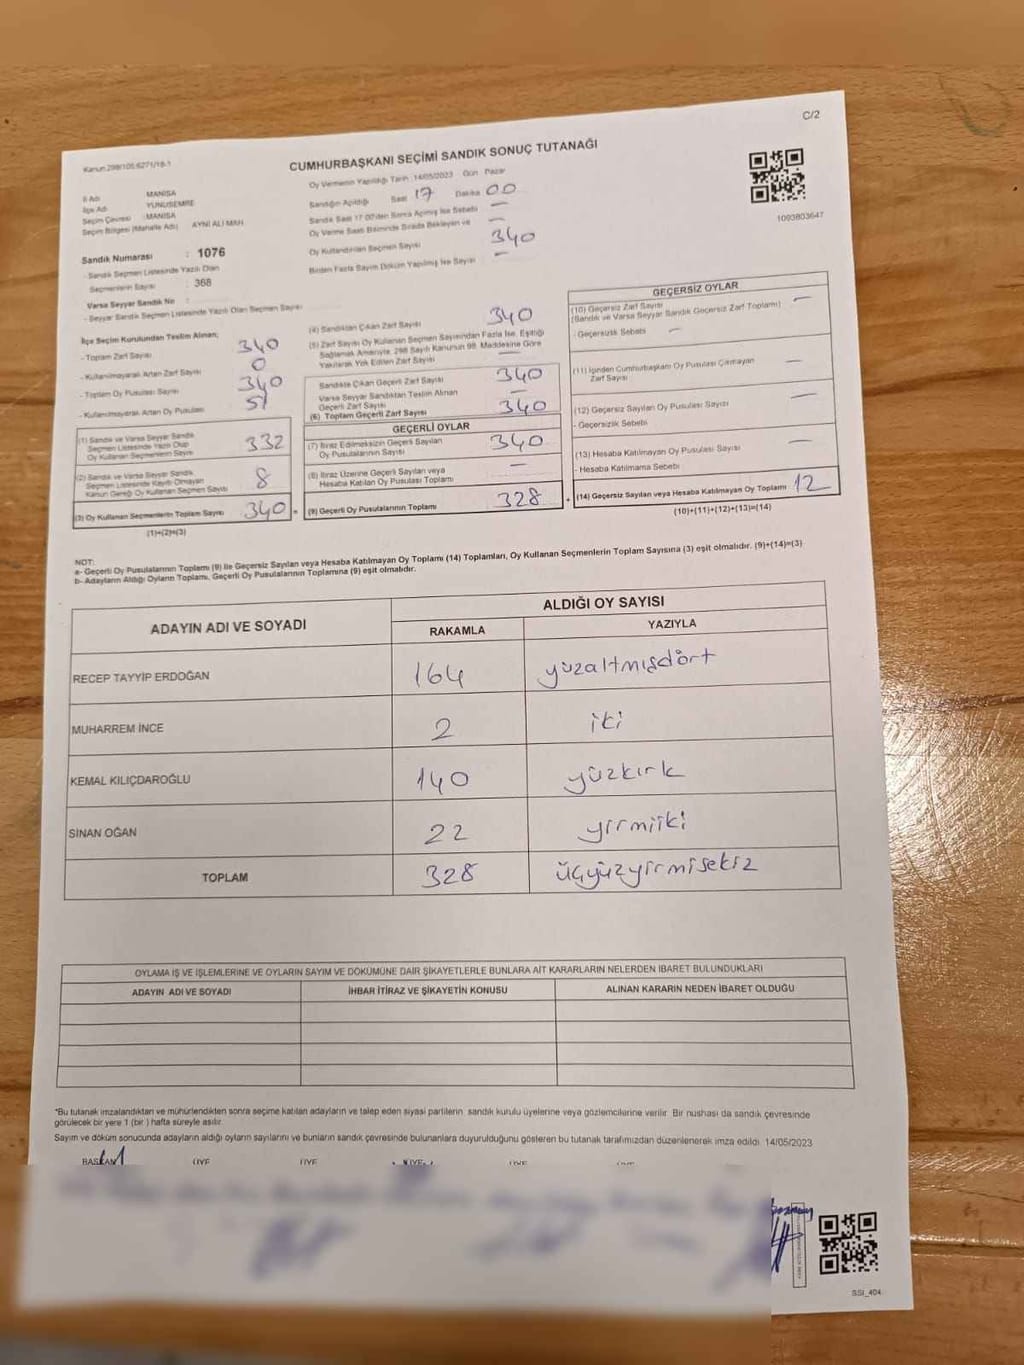 C/2
Kanun 298/105;6271/18-1
CUMHURBAŞKANI SEÇİMİ SANDIK SONUÇ TUTANAĞI
1093803647
İl Adı MANİSA
İlçe Adı YUNUSEMRE
Seçim Çevresi : MANİSA
Seçim Bölgesi (Mahalle Adı) AYNİ ALİ MAH
Sandık Numarası : 1076
- Sandık Seçmen Listesinde Yazılı Olan
Seçmenlerin Sayısı : 368
Varsa Seyyar Sandık No :
- Seyyar Sandık Seçmen Listesinde Yazılı Olan Seçmen Sayısı :
Oy Vermenin Yapıldığı Tarih 14/05/2023 Gün Pazar
Sandığın Açıldığı Saat 17 Dakika 00
Sandık Saat 17 00'den Sonra Açılmış İse Sebebi —
Oy Verme Saati Bitiminde Sırada Bekleyen ve —
Oy Kullandırılan Seçmen Sayısı 340
Birden Fazla Sayım Döküm Yapılmış İse Sayısı —
İlçe Seçim Kurulundan Teslim Alınan;
- Toplam Zarf Sayısı 340
- Kullanılmayarak Artan Zarf Sayısı 0
- Toplam Oy Pusulası Sayısı 340
- Kullanılmayarak Artan Oy Pusulası
(1) Sandık ve Varsa Seyyar Sandık
Seçmen Listesinde Yazılı Olup
Oy Kullanan Seçmenlerin Sayısı 332
(2) Sandık ve Varsa Seyyar Sandık
Seçmen Listesinde Kayıtlı Olmayan
Kanun Gereği Oy Kullanan Seçmen Sayısı 8
(3) Oy Kullanan Seçmenlerin Toplam Sayısı 340 =
(1)+(2)=(3)
(4) Sandıktan Çıkan Zarf Sayısı 340
(5) Zarf Sayısı Oy Kullanan Seçmen Sayısından Fazla İse, Eşitliği
Sağlamak Amacıyla, 298 Sayılı Kanunun 98. Maddesine Göre
Yakılarak Yok Edilen Zarf Sayısı —
Sandıkta Çıkan Geçerli Zarf Sayısı 340
Varsa Seyyar Sandıktan Teslim Alınan
Geçerli Zarf Sayısı —
(6) Toplam Geçerli Zarf Sayısı 340
GEÇERLİ OYLAR
(7) İtiraz Edilmeksizin Geçerli Sayılan
Oy Pusulalarının Sayısı 340
(8) İtiraz Üzerine Geçerli Sayılan veya
Hesaba Katılan Oy Pusulası Toplamı —
(9) Geçerli Oy Pusulalarının Toplamı 328 +
GEÇERSİZ OYLAR
(10) Geçersiz Zarf Sayısı
(Sandık ve Varsa Seyyar Sandık Geçersiz Zarf Toplamı) —
- Geçersizlik Sebebi —
(11) İçinden Cumhurbaşkanı Oy Pusulası Çıkmayan
Zarf Sayısı —
(12) Geçersiz Sayılan Oy Pusulası Sayısı —
- Geçersizlik Sebebi
(13) Hesaba Katılmayan Oy Pusulası Sayısı —
- Hesaba Katılmama Sebebi
(14) Geçersiz Sayılan veya Hesaba Katılmayan Oy Toplamı 12
(10)+(11)+(12)+(13)=(14)
NOT:
a- Geçerli Oy Pusulalarının Toplamı (9) İle Geçersiz Sayılan veya Hesaba Katılmayan Oy Toplamı (14) Toplamları, Oy Kullanan Seçmenlerin Toplam Sayısına (3) eşit olmalıdır. (9)+(14)=(3)
b- Adayların Aldığı Oyların Toplamı, Geçerli Oy Pusulalarının Toplamına (9) eşit olmalıdır.
ADAYIN ADI VE SOYADI ALDIĞI OY SAYISI
RAKAMLA YAZIYLA
RECEP TAYYİP ERDOĞAN 164 yüzaltmışdört
MUHARREM İNCE 2 iki
KEMAL KILIÇDAROĞLU 140 yüzkırk
SİNAN OĞAN 22 yirmiiki
TOPLAM 328 üçyüzyirmisekiz
OYLAMA İŞ VE İŞLEMLERİNE VE OYLARIN SAYIM VE DÖKÜMÜNE DAİR ŞİKAYETLERLE BUNLARA AİT KARARLARIN NELERDEN İBARET BULUNDUKLARI
ADAYIN ADI VE SOYADI İHBAR İTİRAZ VE ŞİKAYETİN KONUSU ALINAN KARARIN NEDEN İBARET OLDUĞU
*Bu tutanak imzalandıktan ve mühürlendikten sonra seçime katılan adayların ve talep eden siyasi partilerin sandık kurulu üyelerine veya gözlemcilerine verilir. Bir nushası da sandık çevresinde
görülecek bir yere 1 (bir ) hafta süreyle asılır.
Sayım ve döküm sonucunda adayların aldığı oyların sayılarını ve bunların sandık çevresinde bulunanlara duyurulduğunu gösteren bu tutanak tarafımızdan düzenlenerek imza edildi. 14/05/2023
BAŞKAN ÜYE ÜYE ÜYE ÜYE
SSI_404